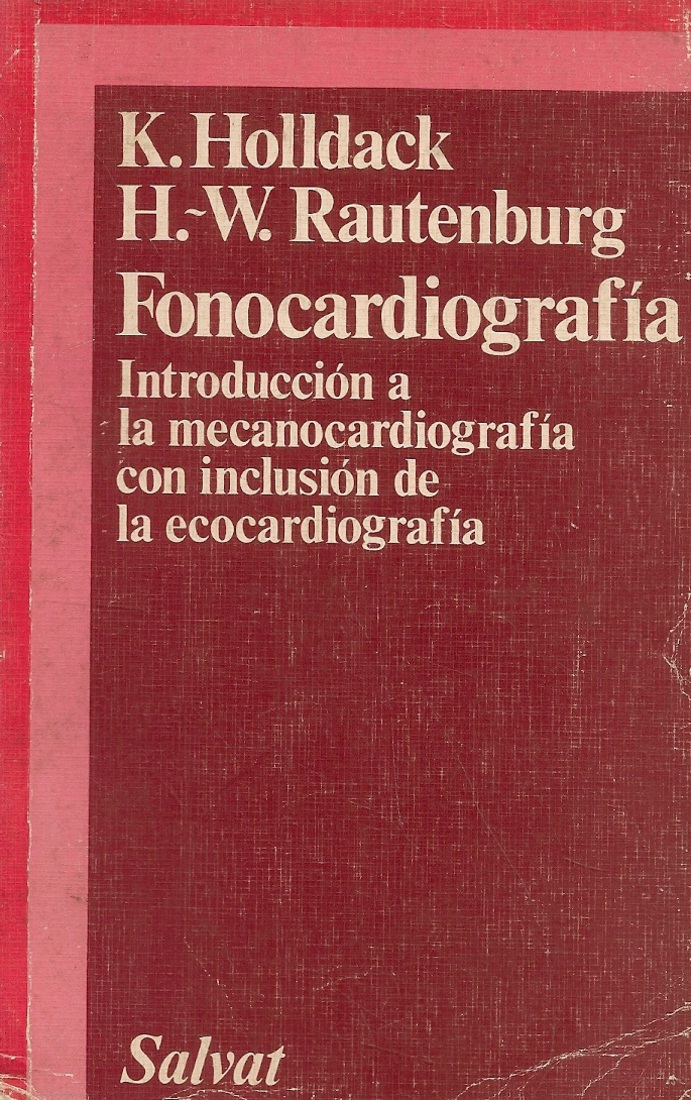 K. Holldack
H.-W. Rautenburg
Fonocardiografía
Introducción a
la mecanocardiografía
con inclusión de
la ecocardiografía
Salvat